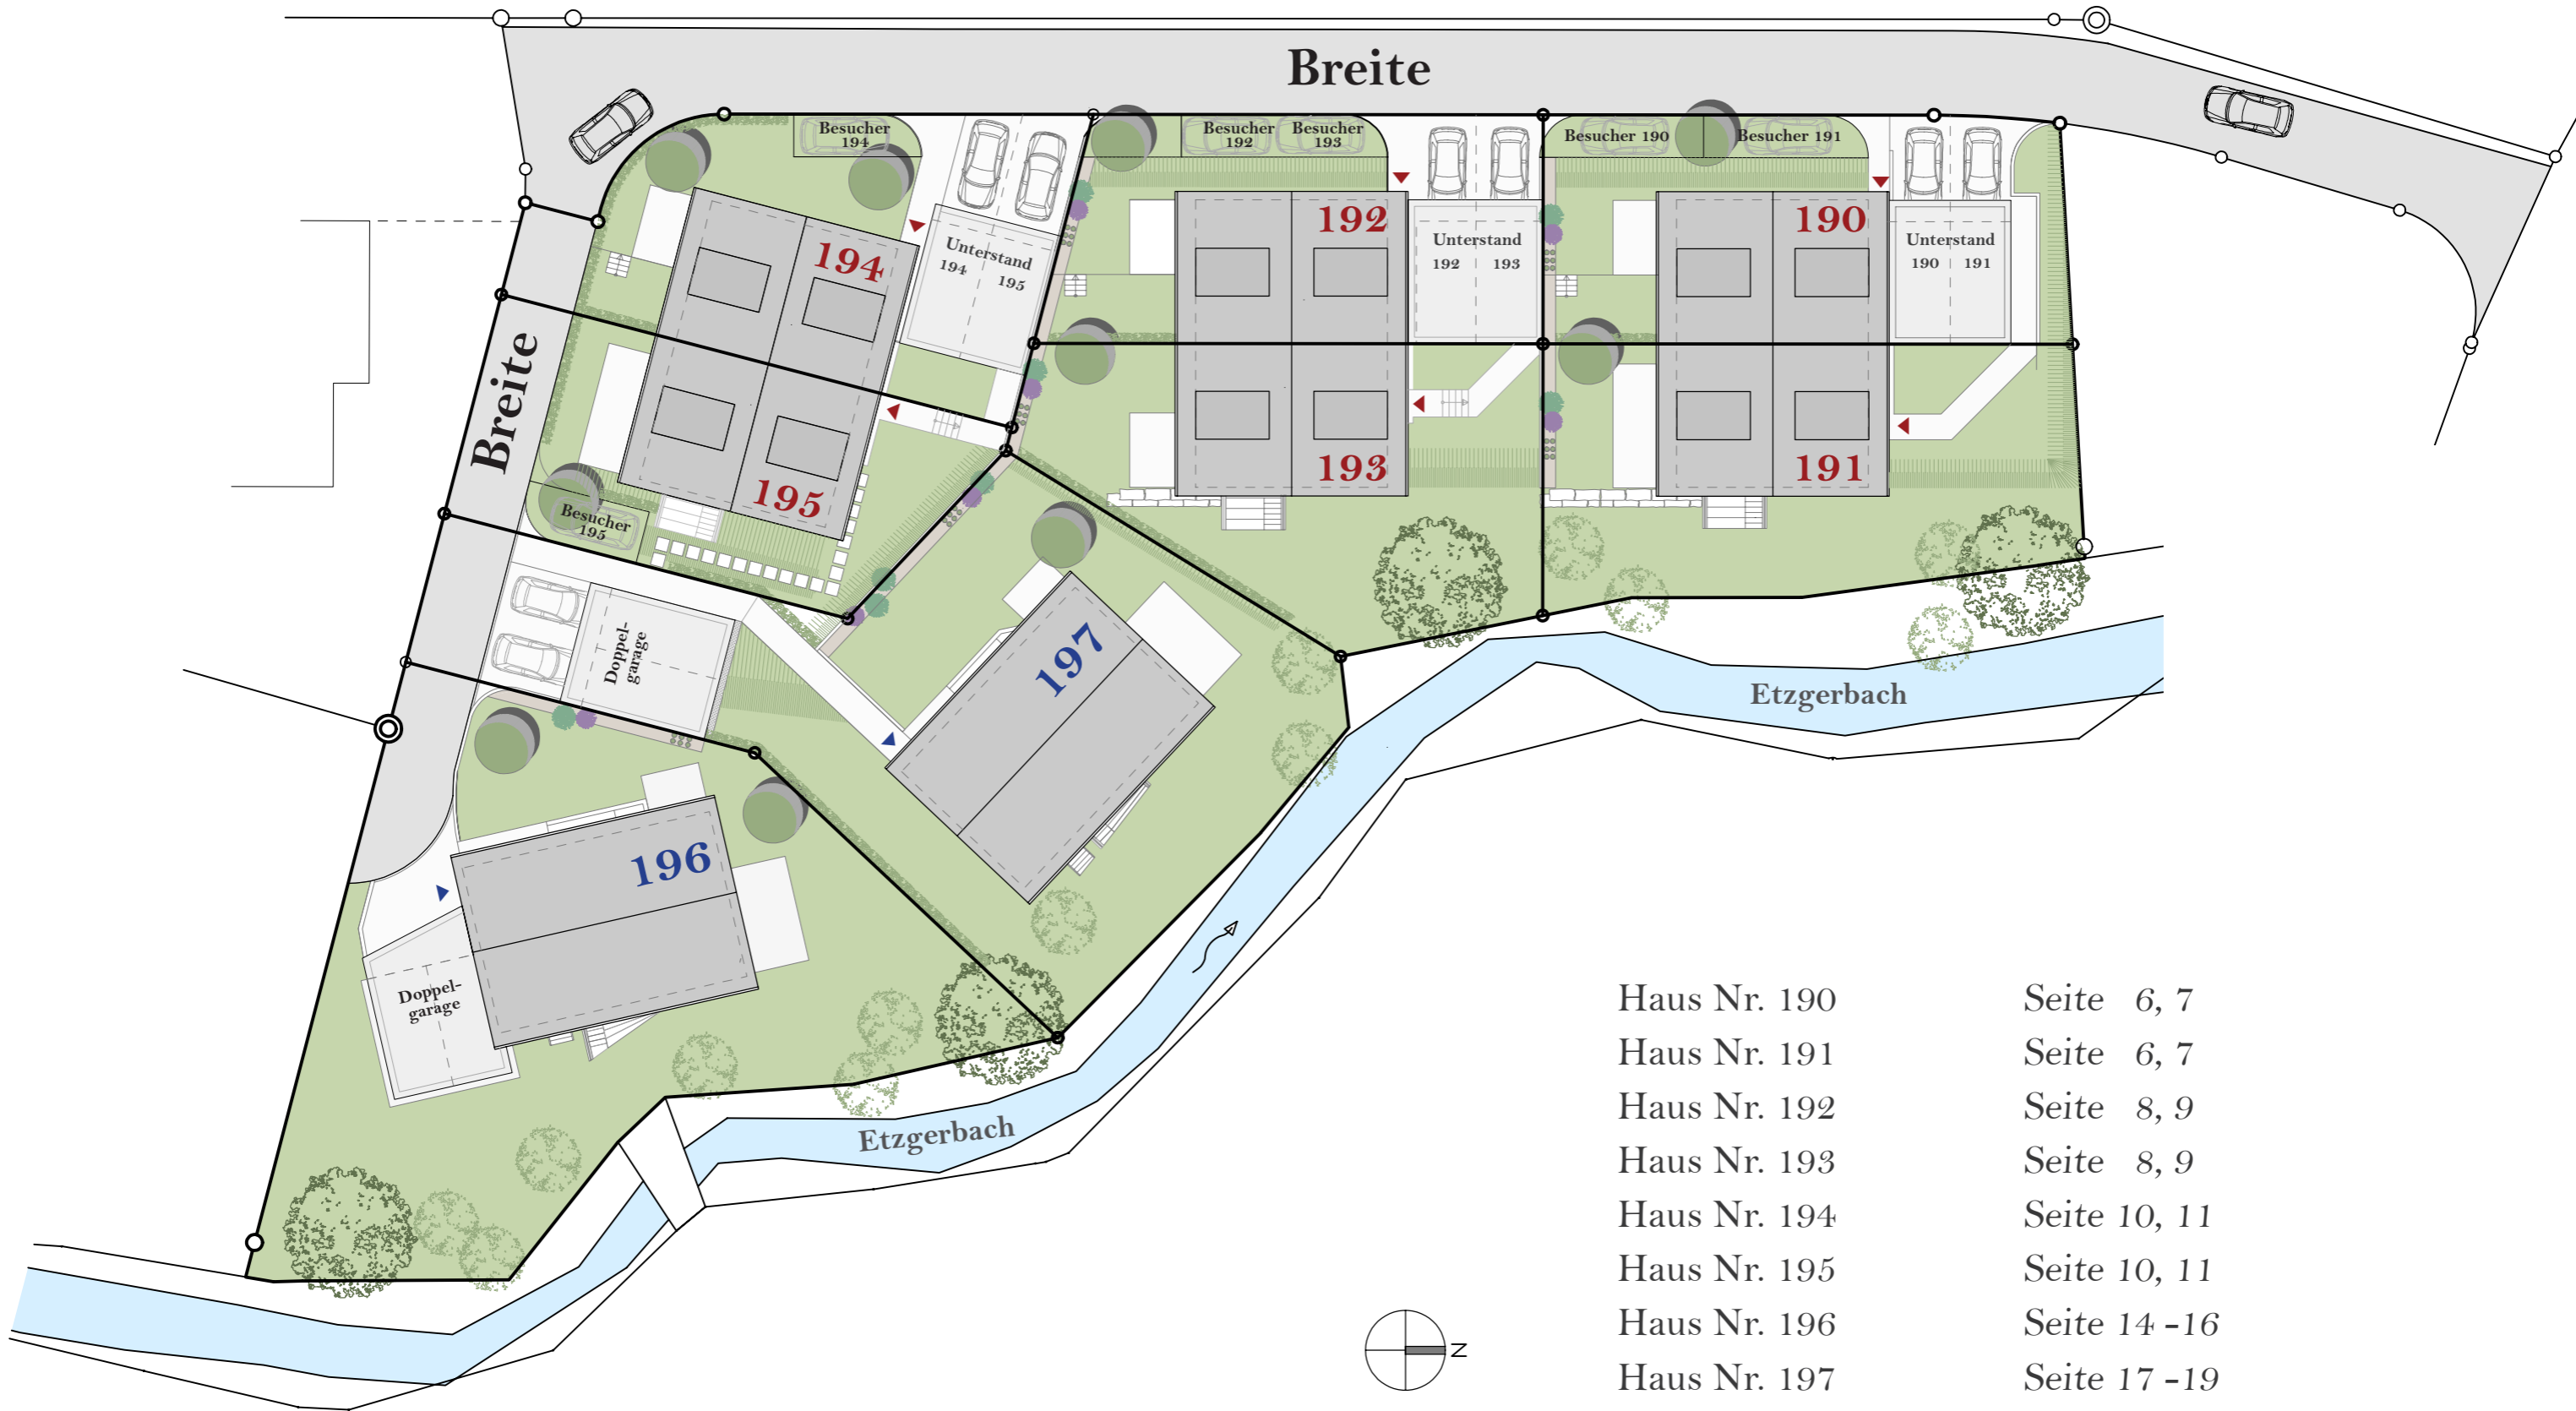 Breite
Besucher
194
Besucher
192
Besucher
193
Besucher 190
Besucher 191
194
Unterstand
194
195
192
Unterstand
192 193
190
Unterstand
190 191
Breite
195
Besucher
195
193
191
Doppel-
garage
197
Etzgerbach
196
Doppel-
garage
Etzgerbach
N
Haus Nr. 190 Seite 6, 7
Haus Nr. 191 Seite 6, 7
Haus Nr. 192 Seite 8, 9
Haus Nr. 193 Seite 8, 9
Haus Nr. 194 Seite 10, 11
Haus Nr. 195 Seite 10, 11
Haus Nr. 196 Seite 14 -16
Haus Nr. 197 Seite 17 -19